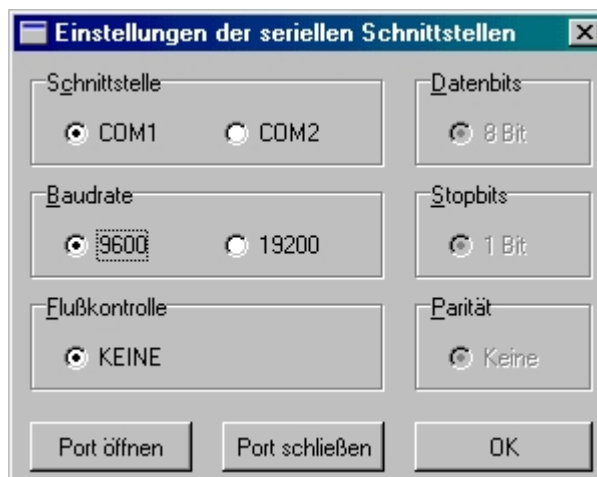 Einstellungen der seriellen Schnittstellen
Schnittstelle
COM1 COM2
Datenbits
8 Bit
Baudrate
9600 19200
Stopbits
1 Bit
Flußkontrolle
KEINE
Parität
Keine
Port öffnen Port schließen OK